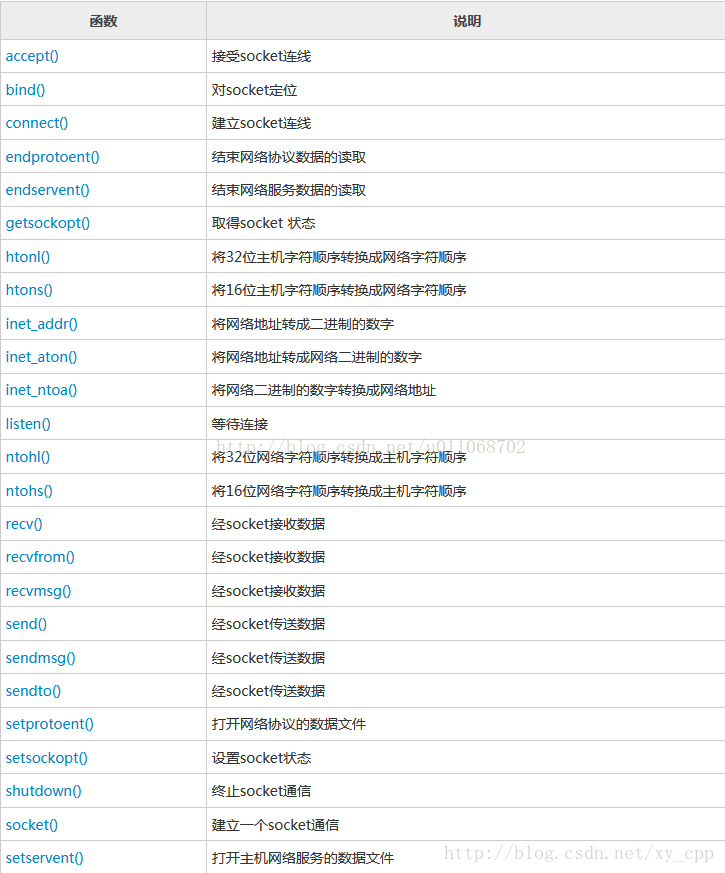 函数 说明
accept() 接受socket连线
bind() 对socket定位
connect() 建立socket连线
endprotoent() 结束网络协议数据的读取
endservent() 结束网络服务数据的读取
getsockopt() 取得socket 状态
htonl() 将32位主机字符顺序转换成网络字符顺序
htons() 将16位主机字符顺序转换成网络字符顺序
inet_addr() 将网络地址转成二进制的数字
inet_aton() 将网络地址转成网络二进制的数字
inet_ntoa() 将网络二进制的数字转换成网络地址
listen() 等待连接
http://blog.csdn.net/u011068702
ntohl() 将32位网络字符顺序转换成主机字符顺序
ntohs() 将16位网络字符顺序转换成主机字符顺序
recv() 经socket接收数据
recvfrom() 经socket接收数据
recvmsg() 经socket接收数据
send() 经socket传送数据
sendmsg() 经socket传送数据
sendto() 经socket传送数据
setprotoent() 打开网络协议的数据文件
setsockopt() 设置socket状态
shutdown() 终止socket通信
socket() 建立一个socket通信
setservent() 打开主机网络服务的数据文件
http://blog.csdn.net/xy_cpp